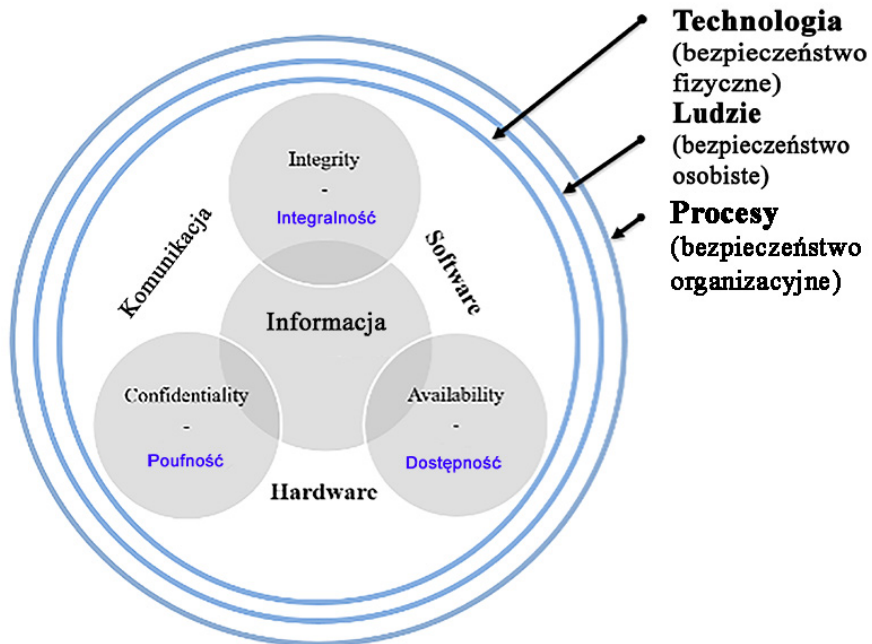 Technologia
(bezpieczeństwo
fizyczne)
Ludzie
(bezpieczeństwo
osobiste)
Procesy
(bezpieczeństwo
organizacyjne)
Integrity
-
Integralność
Komunikacja
Software
Informacja
Confidentiality
-
Poufność
Availability
-
Dostępność
Hardware